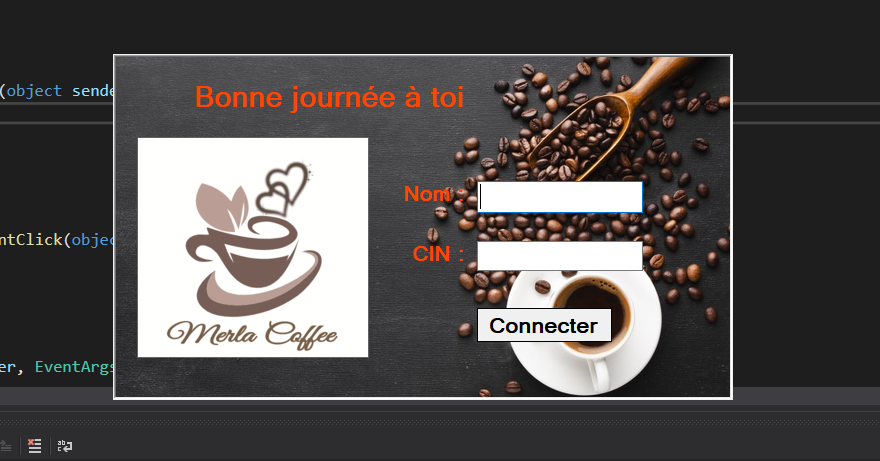 (object sende
Bonne journée à toi
Nom :
ntClick(objec
CIN :
Connecter
Merla Coffee
er, EventArgs